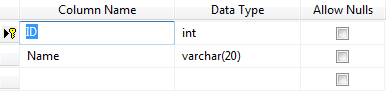 Column Name Data Type Allow Nulls
ID int
Name varchar(20)